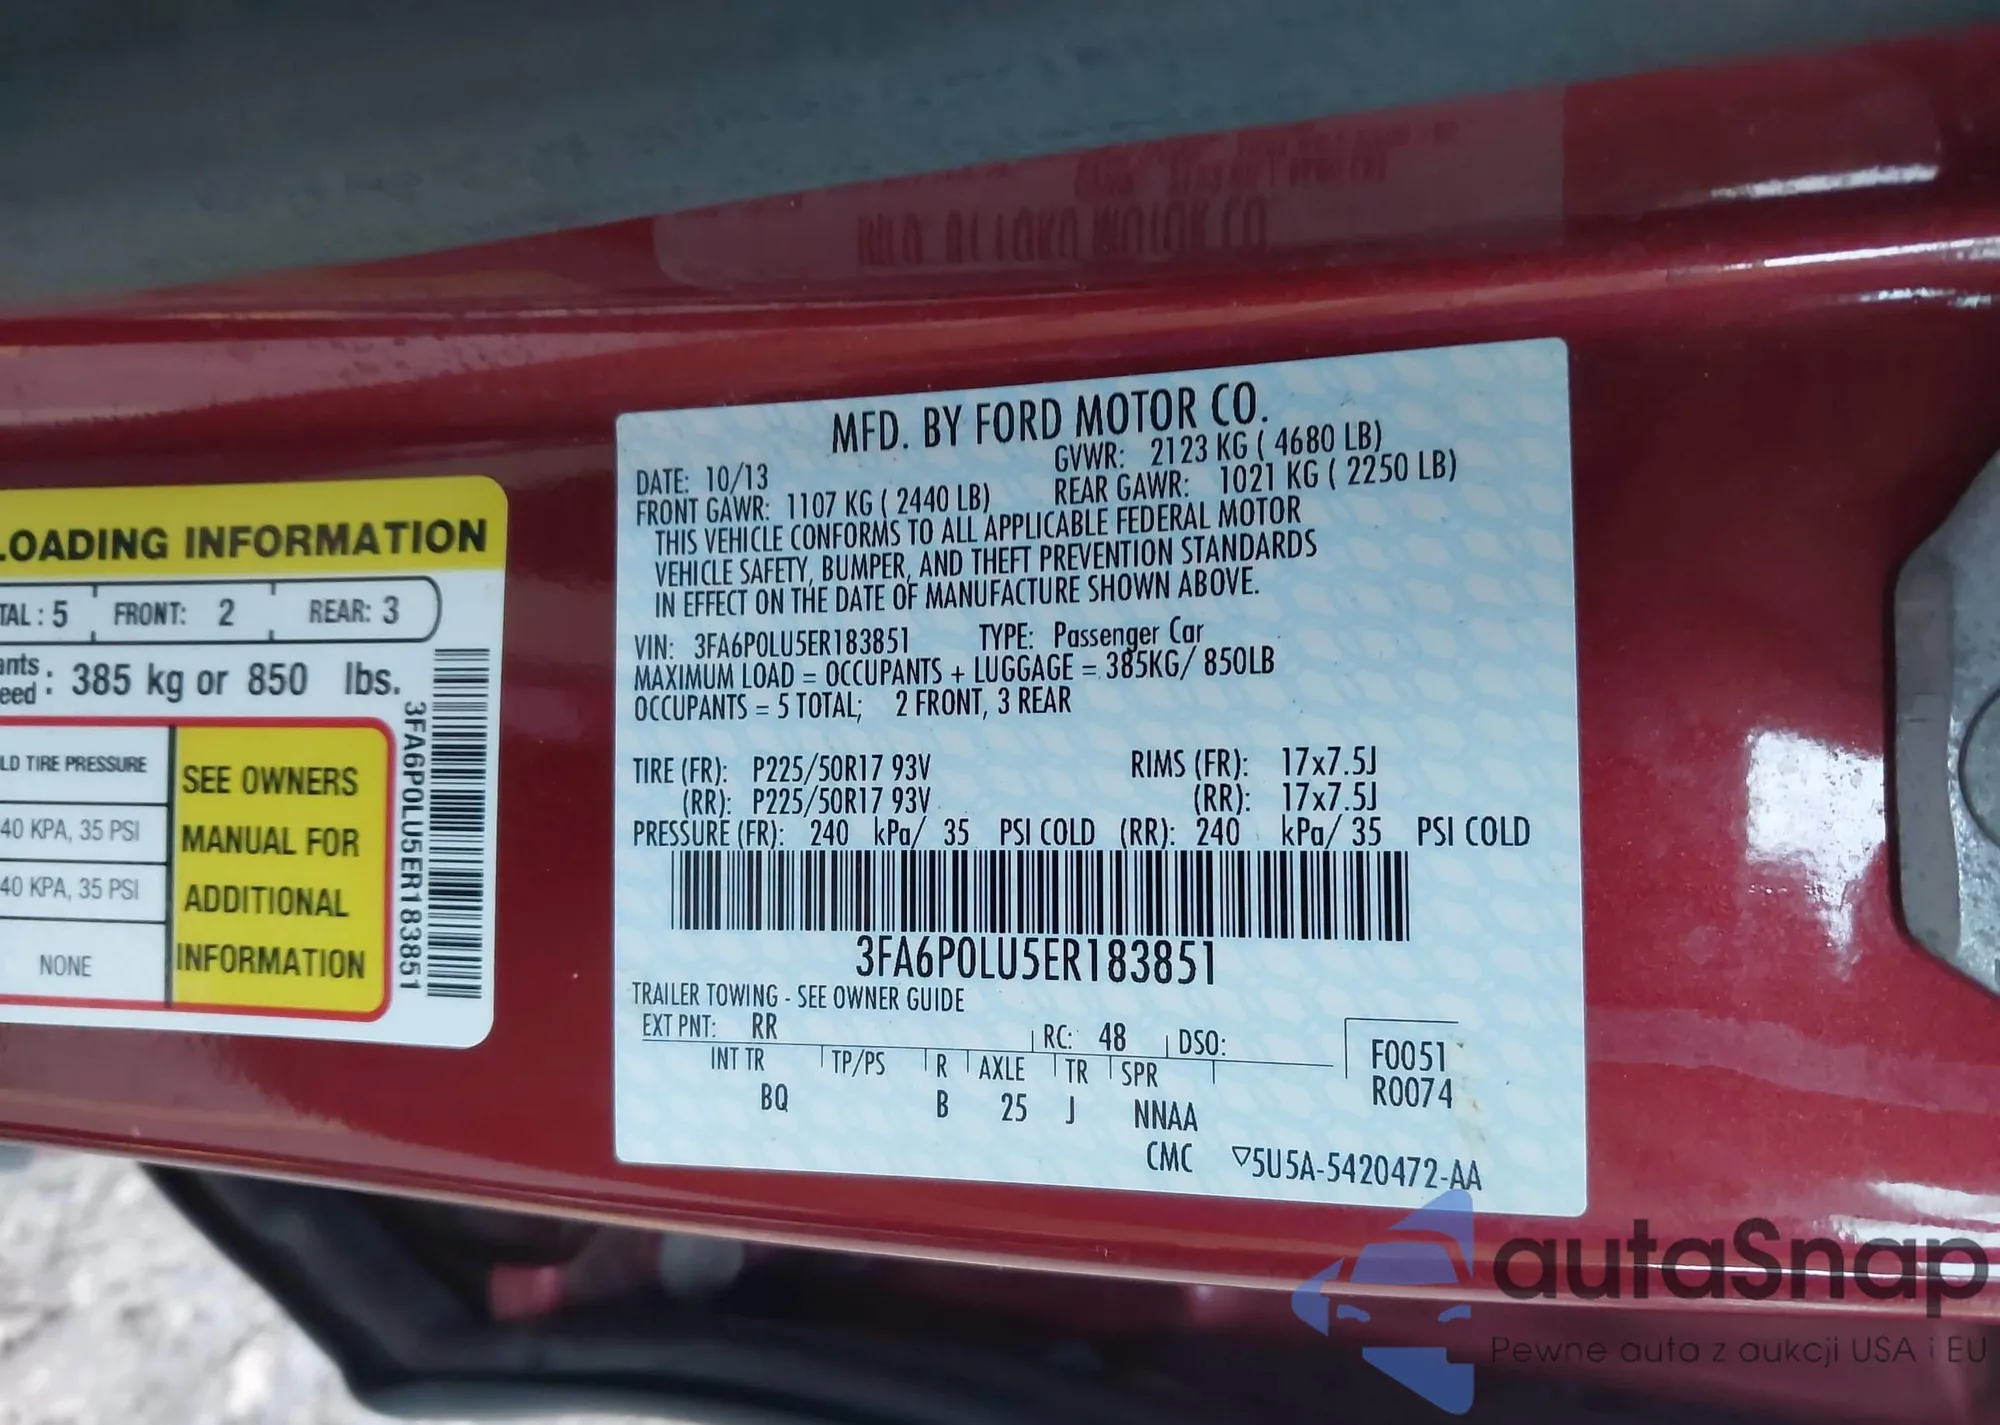 LOADING INFORMATION
TAL : 5 FRONT: 2 REAR: 3
ants
eed : 385 kg or 850 lbs.
LD TIRE PRESSURE
40 KPA, 35 PSI
40 KPA, 35 PSI
NONE
SEE OWNERS
MANUAL FOR
ADDITIONAL
INFORMATION
3FA6P0LU5ER183851
MFD. BY FORD MOTOR CO.
DATE: 10/13 GVWR: 2123 KG ( 4680 LB)
FRONT GAWR: 1107 KG ( 2440 LB) REAR GAWR: 1021 KG ( 2250 LB)
THIS VEHICLE CONFORMS TO ALL APPLICABLE FEDERAL MOTOR
VEHICLE SAFETY, BUMPER, AND THEFT PREVENTION STANDARDS
IN EFFECT ON THE DATE OF MANUFACTURE SHOWN ABOVE.
VIN: 3FA6P0LU5ER183851 TYPE: Passenger Car
MAXIMUM LOAD = OCCUPANTS + LUGGAGE = 385KG/ 850LB
OCCUPANTS = 5 TOTAL; 2 FRONT, 3 REAR
TIRE (FR): P225/50R17 93V RIMS (FR): 17x7.5J
(RR): P225/50R17 93V (RR): 17x7.5J
PRESSURE (FR): 240 kPa/ 35 PSI COLD (RR): 240 kPa/ 35 PSI COLD
3FA6P0LU5ER183851
TRAILER TOWING - SEE OWNER GUIDE
EXT PNT: RR RC: 48 DSO:
F0051
R0074
INT TR TP/PS R AXLE TR SPR
BQ B 25 J NNAA
CMC ▽5U5A-5420472-AA
autaSnap
Pewne auta z aukcji USA i EU